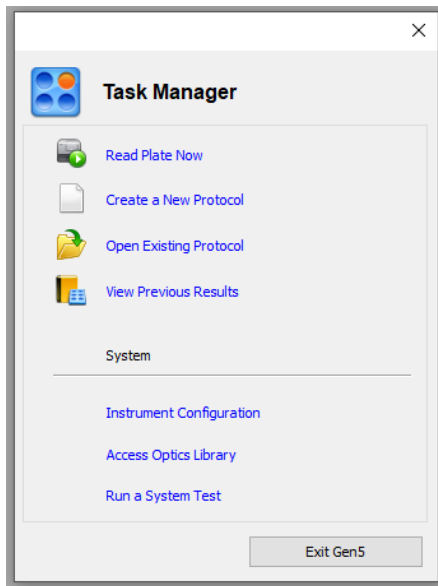 Task Manager
Read Plate Now
Create a New Protocol
Open Existing Protocol
View Previous Results
System
Instrument Configuration
Access Optics Library
Run a System Test
Exit Gen5